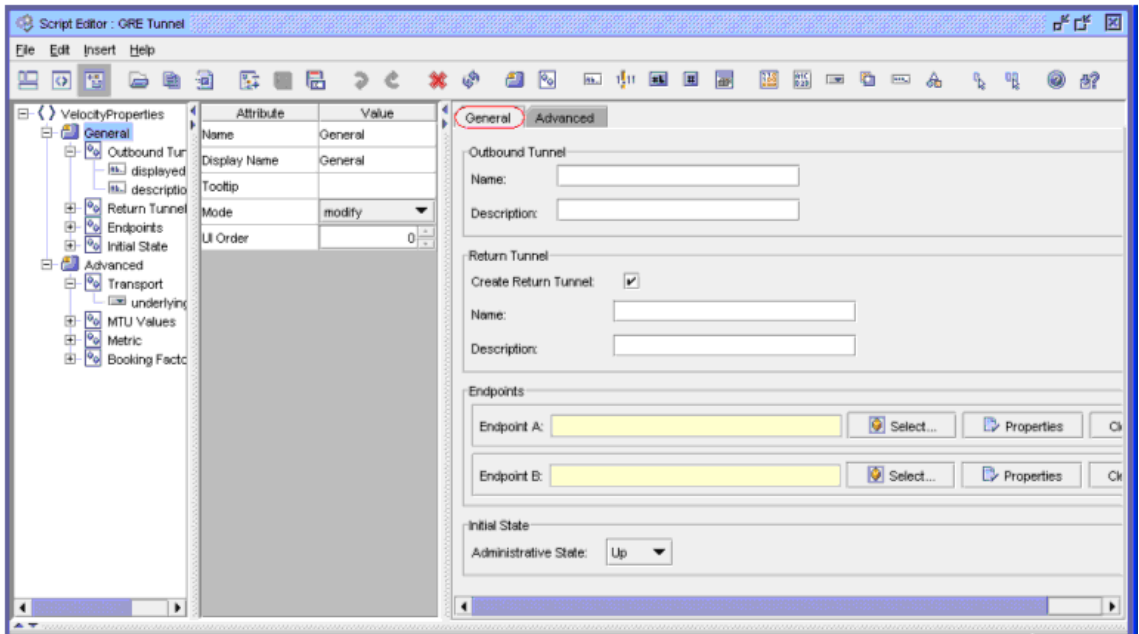 Script Editor : GRE Tunnel
File Edit Insert Help
VelocityProperties
General
Outbound Tur
displayed
descriptio
Return Tunnel
Endpoints
Initial State
Advanced
Transport
underlying
MTU Values
Metric
Booking Facto
Attribute Value
Name General
Display Name General
Tooltip
Mode modify
UI Order 0
General Advanced
Outbound Tunnel
Name:
Description:
Return Tunnel
Create Return Tunnel:
Name:
Description:
Endpoints
Endpoint A: Select... Properties Cle
Endpoint B: Select... Properties Cle
Initial State
Administrative State: Up